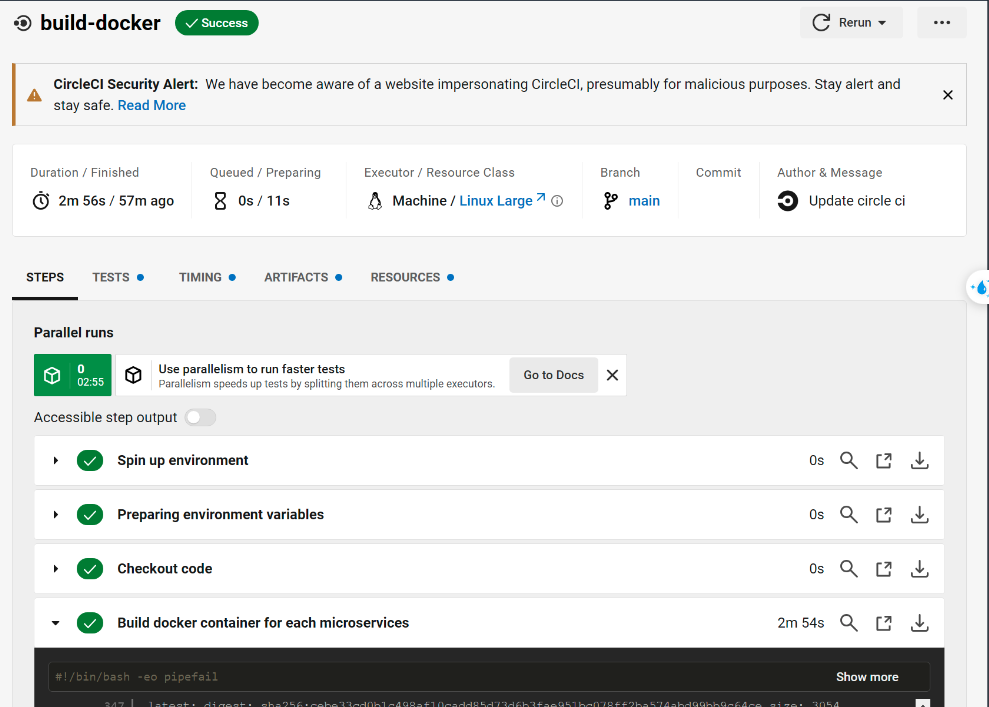 build-docker Success Rerun
CircleCI Security Alert: We have become aware of a website impersonating CircleCI, presumably for malicious purposes. Stay alert and
stay safe. Read More
Duration / Finished Queued / Preparing Executor / Resource Class Branch Commit Author & Message
2m 56s / 57m ago 0s / 11s Machine / Linux Large main Update circle ci
STEPS TESTS TIMING ARTIFACTS RESOURCES
Parallel runs
0
02:55
Use parallelism to run faster tests
Parallelism speeds up tests by splitting them across multiple executors.
Go to Docs
Accessible step output
Spin up environment 0s
Preparing environment variables 0s
Checkout code 0s
Build docker container for each microservices 2m 54s
#!/bin/bash -eo pipefail Show more
347 latest: digest: size: 3054